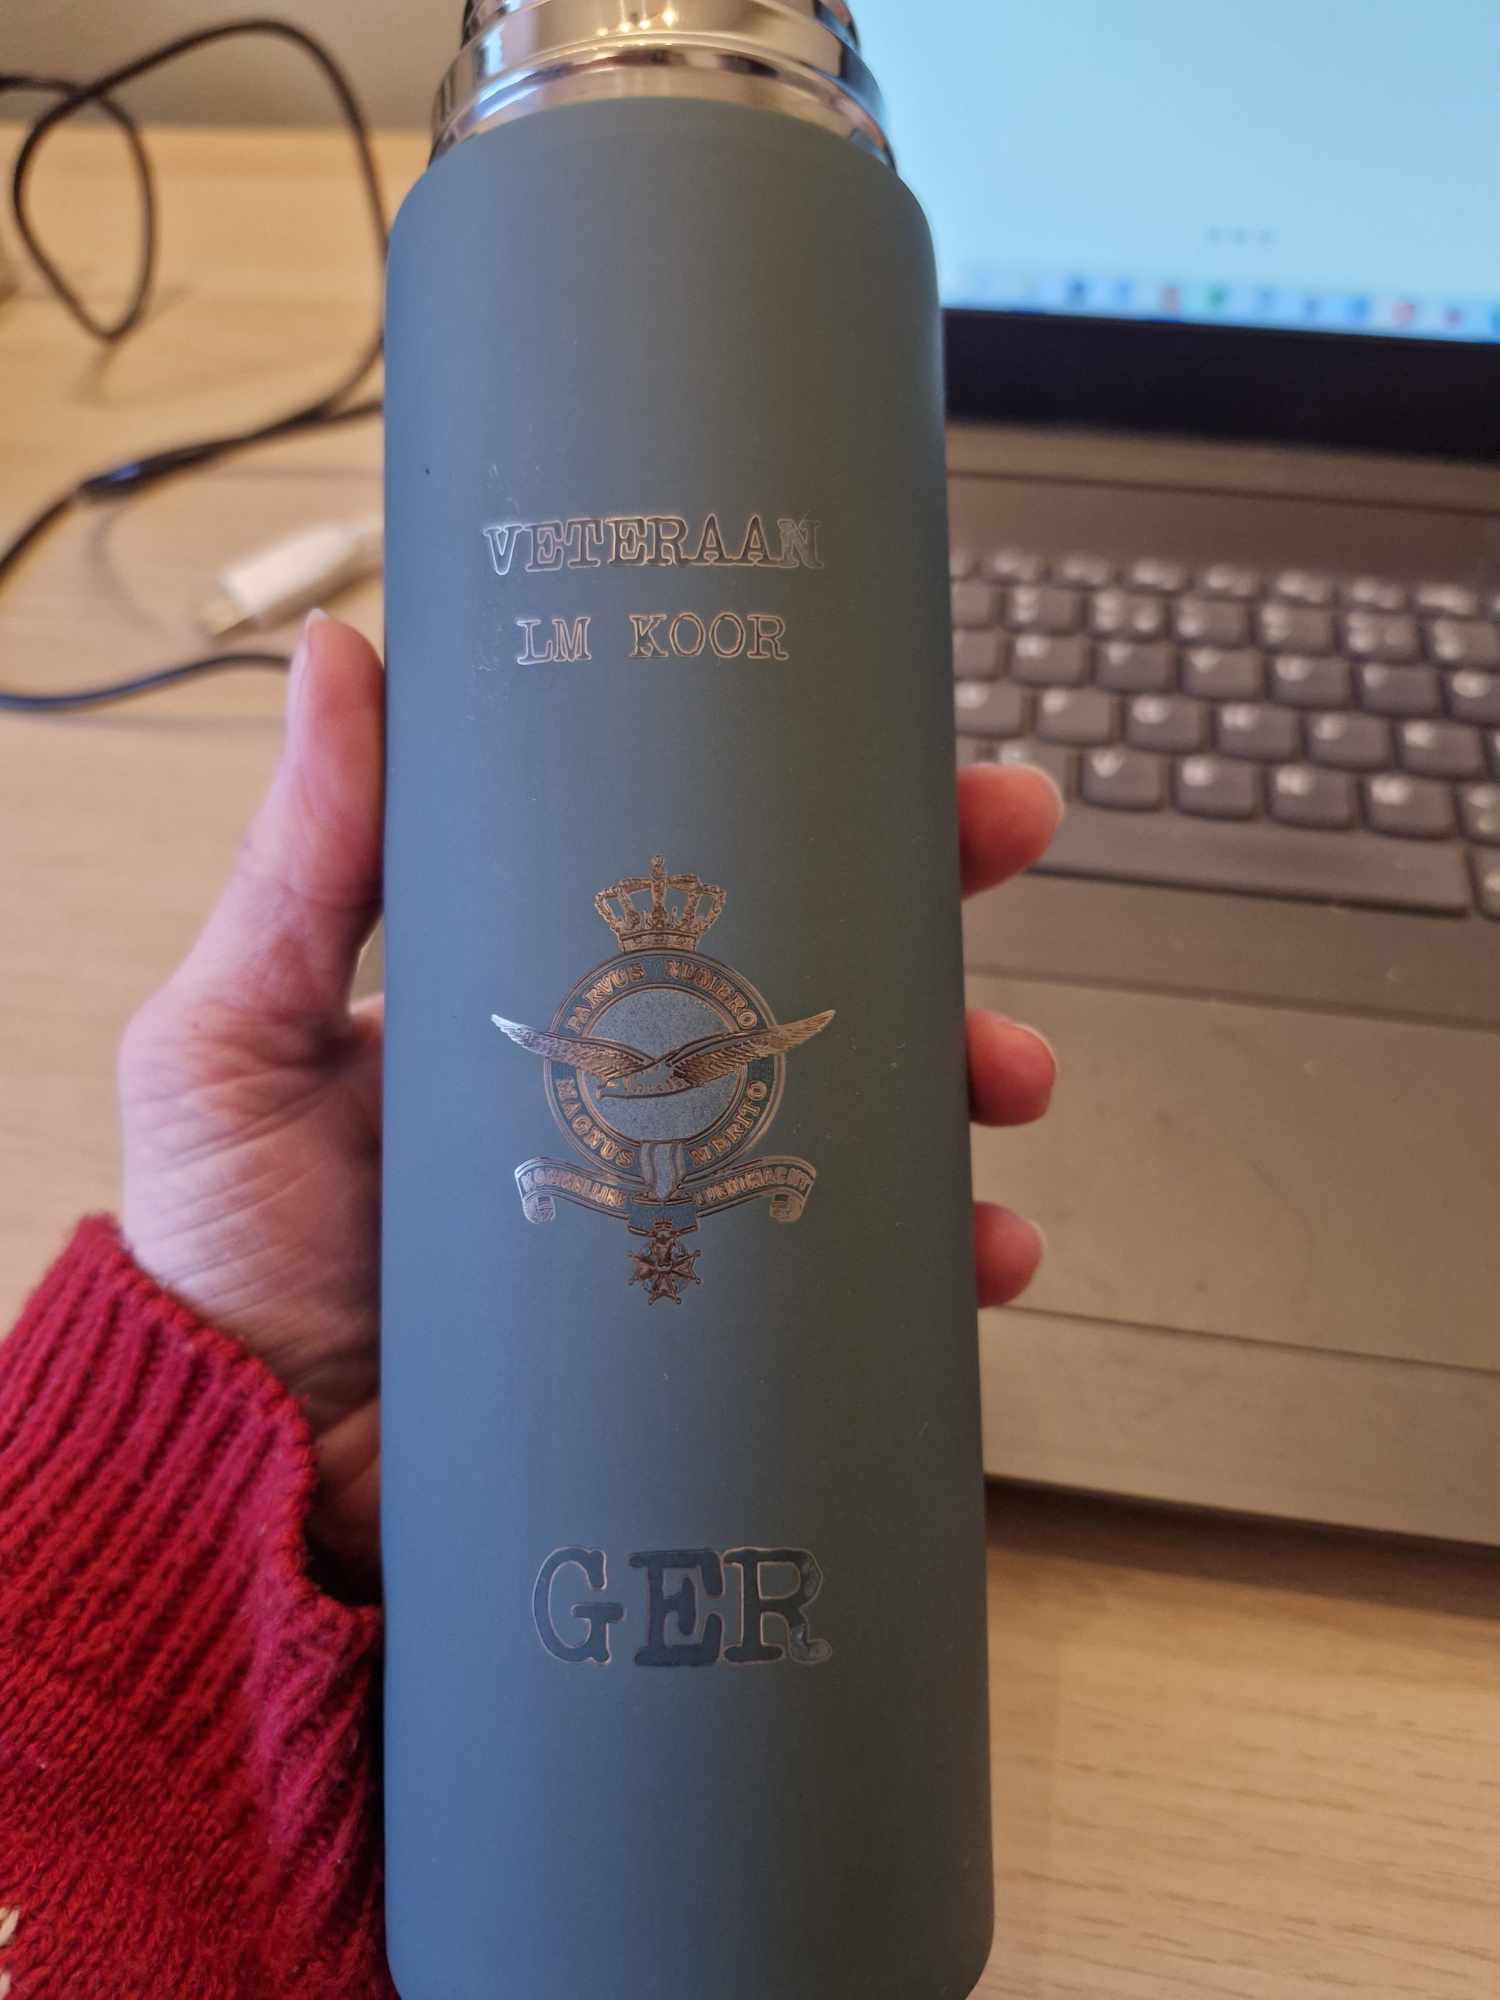 VETERAAN
LM KOOR
PARVUS NUMERO
MAGNUS MERITO
KONINKLIJKE LUCHTMACHT
GER